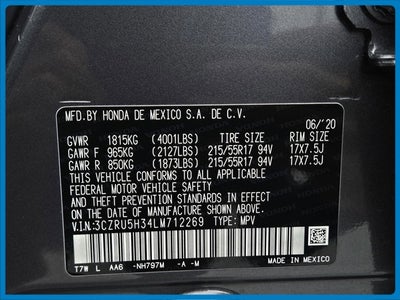 MFD.BY HONDA DE MEXICO S.A. DE C.V.
06/'20
GVWR 1815KG (4001LBS) TIRE SIZE RIM SIZE
GAWR F 965KG (2127LBS) 215/55R17 94V 17X7.5J
GAWR R 850KG (1873LBS) 215/55R17 94V 17X7.5J
THIS VEHICLE CONFORMS TO ALL APPLICABLE
FEDERAL MOTOR VEHICLE SAFETY STANDARDS IN
EFFECT ON THE DATE OF MANUFACTURE SHOWN ABOVE.
V.I.N:3CZRU5H34LM712269 TYPE: MPV
T7W L AA6 -NH797M -A -M
MADE IN MEXICO